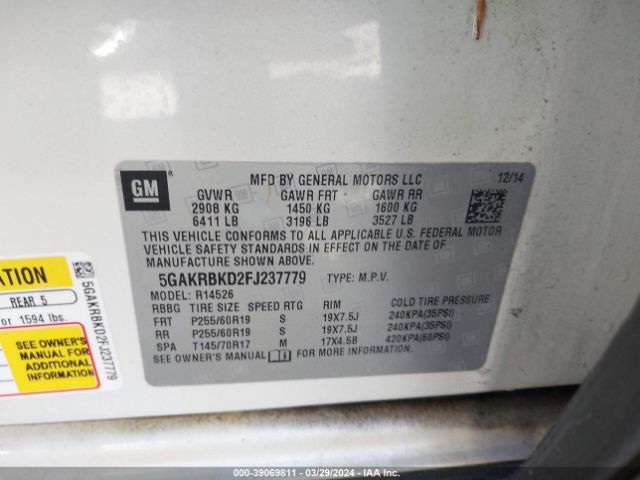 GM
MFD BY GENERAL MOTORS LLC 12/14
GVWR GAWR FRT GAWR RR
2908 KG 1450 KG 1600 KG
6411 LB 3196 LB 3527 LB
THIS VEHICLE CONFORMS TO ALL APPLICABLE U.S. FEDERAL MOTOR
VEHICLE SAFETY STANDARDS IN EFFECT ON THE DATE OF
MANUFACTURE SHOWN ABOVE.
5GAKRBKD2FJ237779 TYPE: M.P.V.
MODEL: R14526
RBBG TIRE SIZE SPEED RTG RIM COLD TIRE PRESSURE
FRT P255/60R19 S 19X7.5J 240KPA(35PSI)
RR P255/60R19 S 19X7.5J 240KPA(35PSI)
SPA T145/70R17 M 17X4.5B 420KPA(60PSI)
SEE OWNER'S MANUAL FOR ADDITIONAL INFORMATION.
ATION
REAR 5
or 1594 lbs.
SEE OWNER'S
MANUAL FOR
ADDITIONAL
INFORMATION
5GAKRBKD2FJ237779
000-39069811 - 03/29/2024 - IAA Inc.